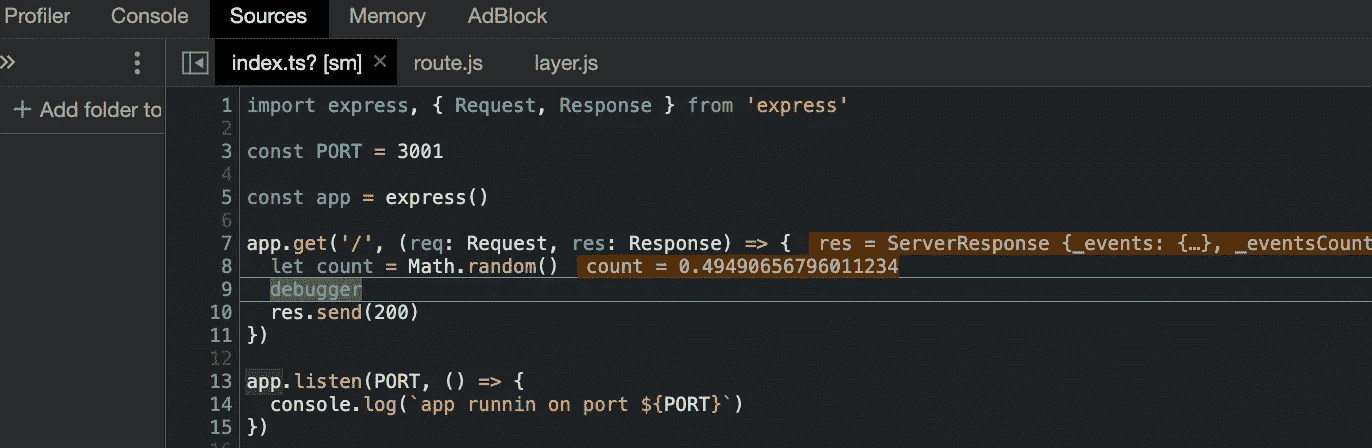 Profiler Console Sources Memory AdBlock
» index.ts? [sm] × route.js layer.js
+ Add folder to
1 import express, { Request, Response } from 'express'
2
3 const PORT = 3001
4
5 const app = express()
6
7 app.get('/', (req: Request, res: Response) => { res = ServerResponse {_events: {…}, _eventsCount
8 let count = Math.random() count = 0.49490656796011234
9 debugger
10 res.send(200)
11 })
12
13 app.listen(PORT, () => {
14 console.log(`app runnin on port ${PORT}`)
15 })
16